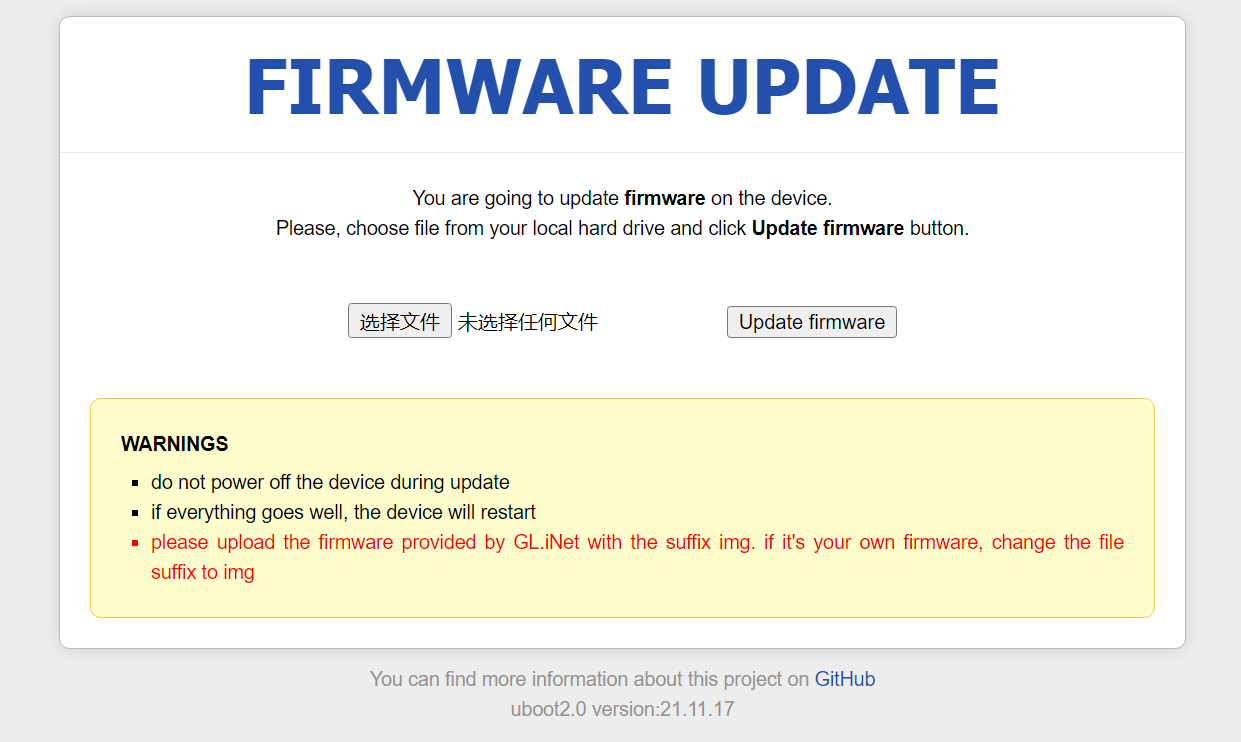 FIRMWARE UPDATE
You are going to update firmware on the device.
Please, choose file from your local hard drive and click Update firmware button.
选择文件 未选择任何文件 Update firmware
WARNINGS
do not power off the device during update
if everything goes well, the device will restart
please upload the firmware provided by GL.iNet with the suffix img. if it's your own firmware, change the file
suffix to img
You can find more information about this project on GitHub
uboot2.0 version:21.11.17